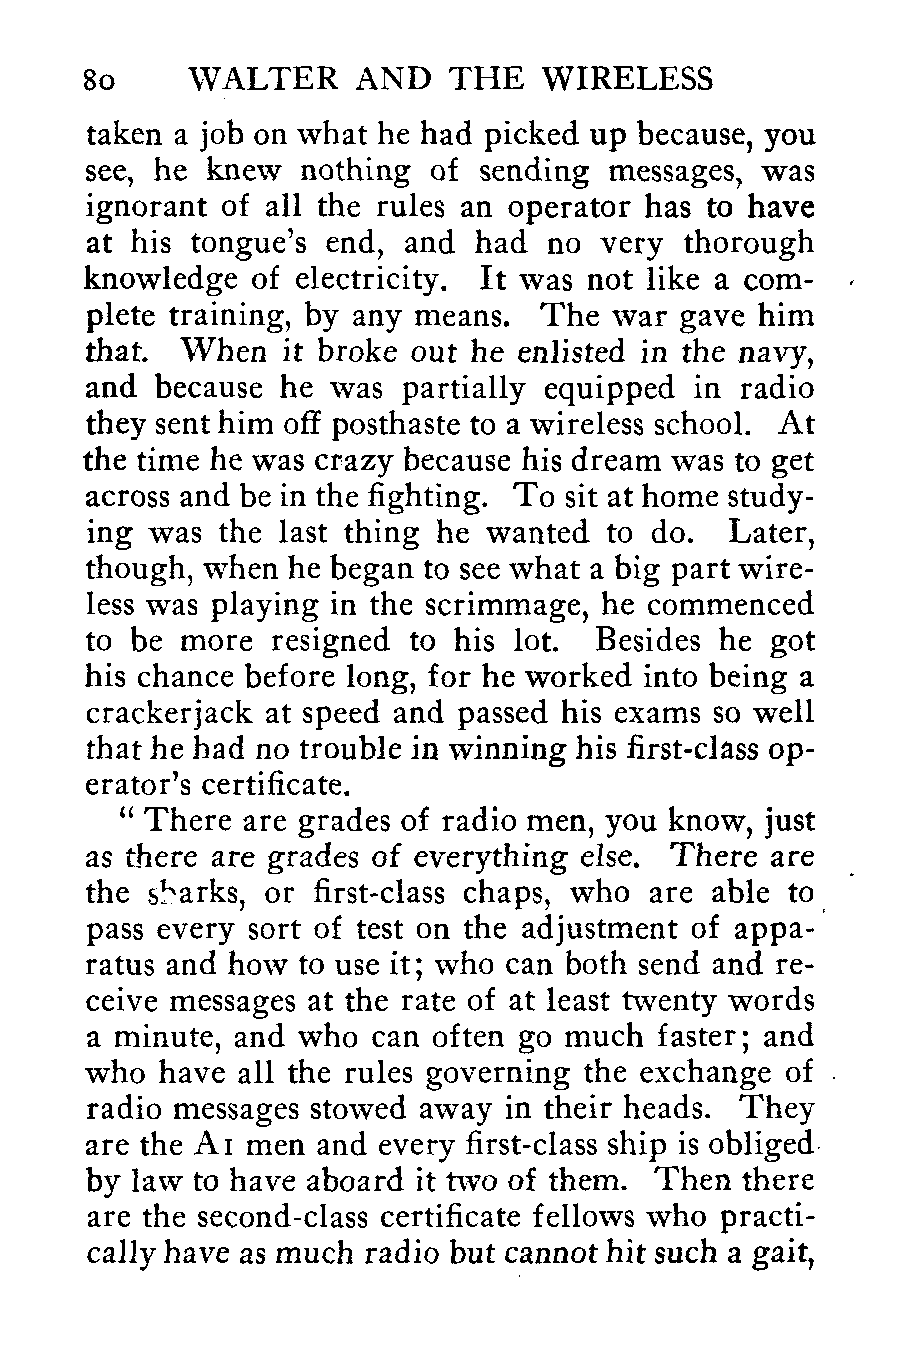 80 WALTER AND THE WIRELESS
taken a job on what he had picked up because, you
see, he knew nothing of sending messages, was
ignorant of all the rules an operator has to have
at his tongue's end, and had no very thorough
knowledge of electricity. It was not like a com-
plete training, by any means. The war gave him
that. When it broke out he enlisted in the navy,
and because he was partially equipped in radio
they sent him off posthaste to a wireless school. At
the time he was crazy because his dream was to get
across and be in the fighting. To sit at home study-
ing was the last thing he wanted to do. Later,
though, when he began to see what a big part wire-
less was playing in the scrimmage, he commenced
to be more resigned to his lot. Besides he got
his chance before long, for he worked into being a
crackerjack at speed and passed his exams so well
that he had no trouble in winning his first-class op-
erator's certificate.
" There are grades of radio men, you know, just
as there are grades of everything else. There are
the sharks, or first-class chaps, who are able to
pass every sort of test on the adjustment of appa-
ratus and how to use it; who can both send and re-
ceive messages at the rate of at least twenty words
a minute, and who can often go much faster; and
who have all the rules governing the exchange of
radio messages stowed away in their heads. They
are the A1 men and every first-class ship is obliged
by law to have aboard it two of them. Then there
are the second-class certificate fellows who practi-
cally have as much radio but cannot hit such a gait,